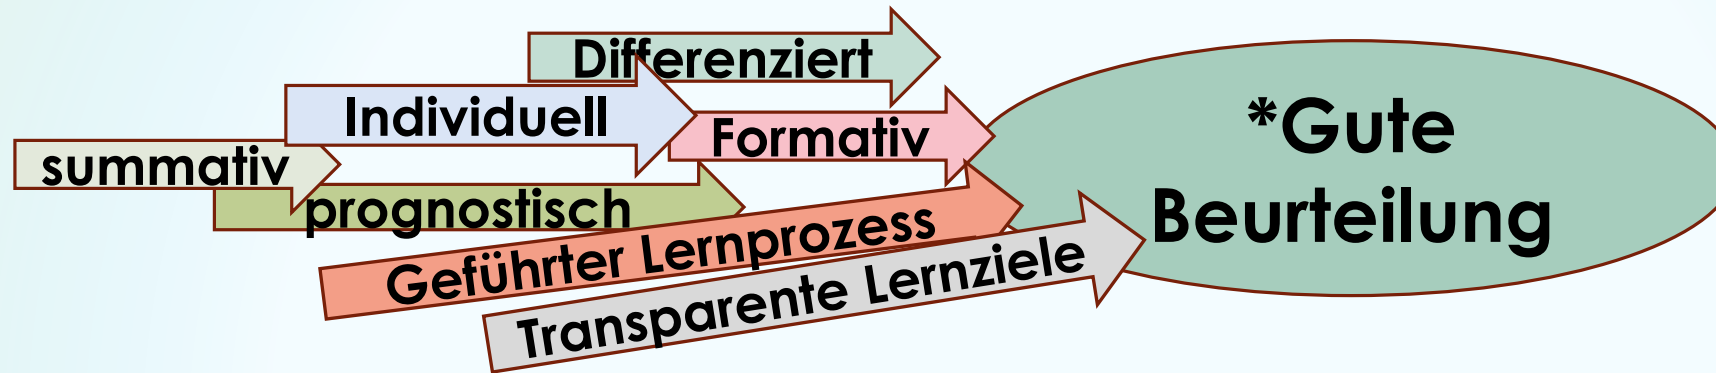 Differenziert
Individuell
Formativ
summativ
prognostisch
Geführter Lernprozess
Transparente Lernziele
*Gute
Beurteilung